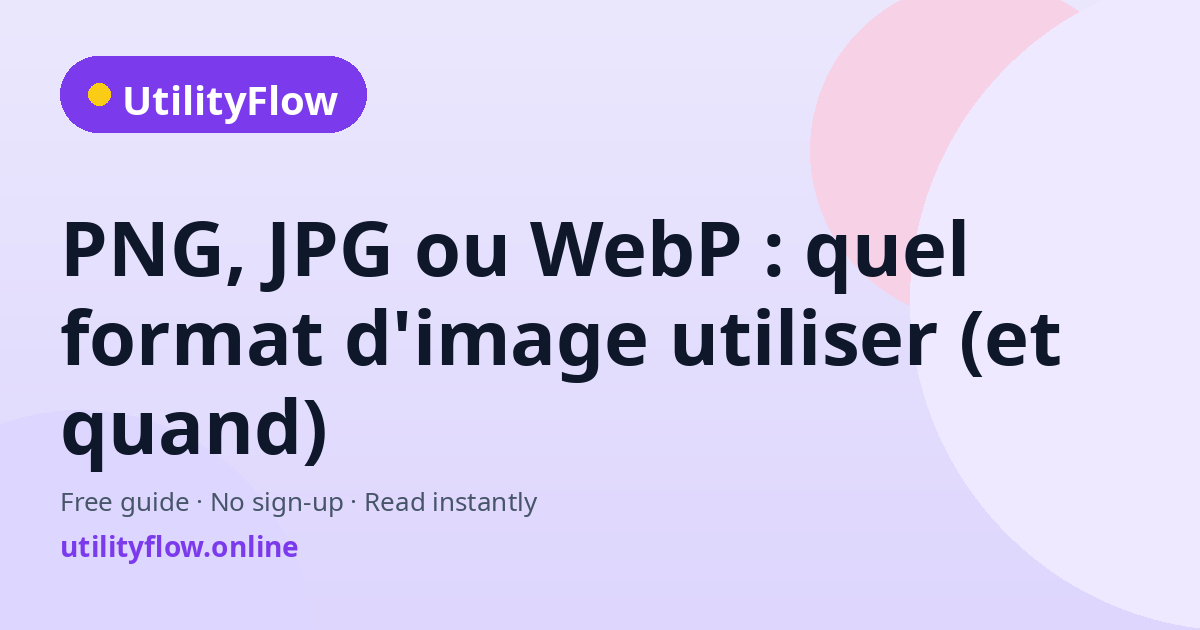 UtilityFlow
PNG, JPG ou WebP : quel
format d'image utiliser (et
quand)
Free guide · No sign-up · Read instantly
utilityflow.online